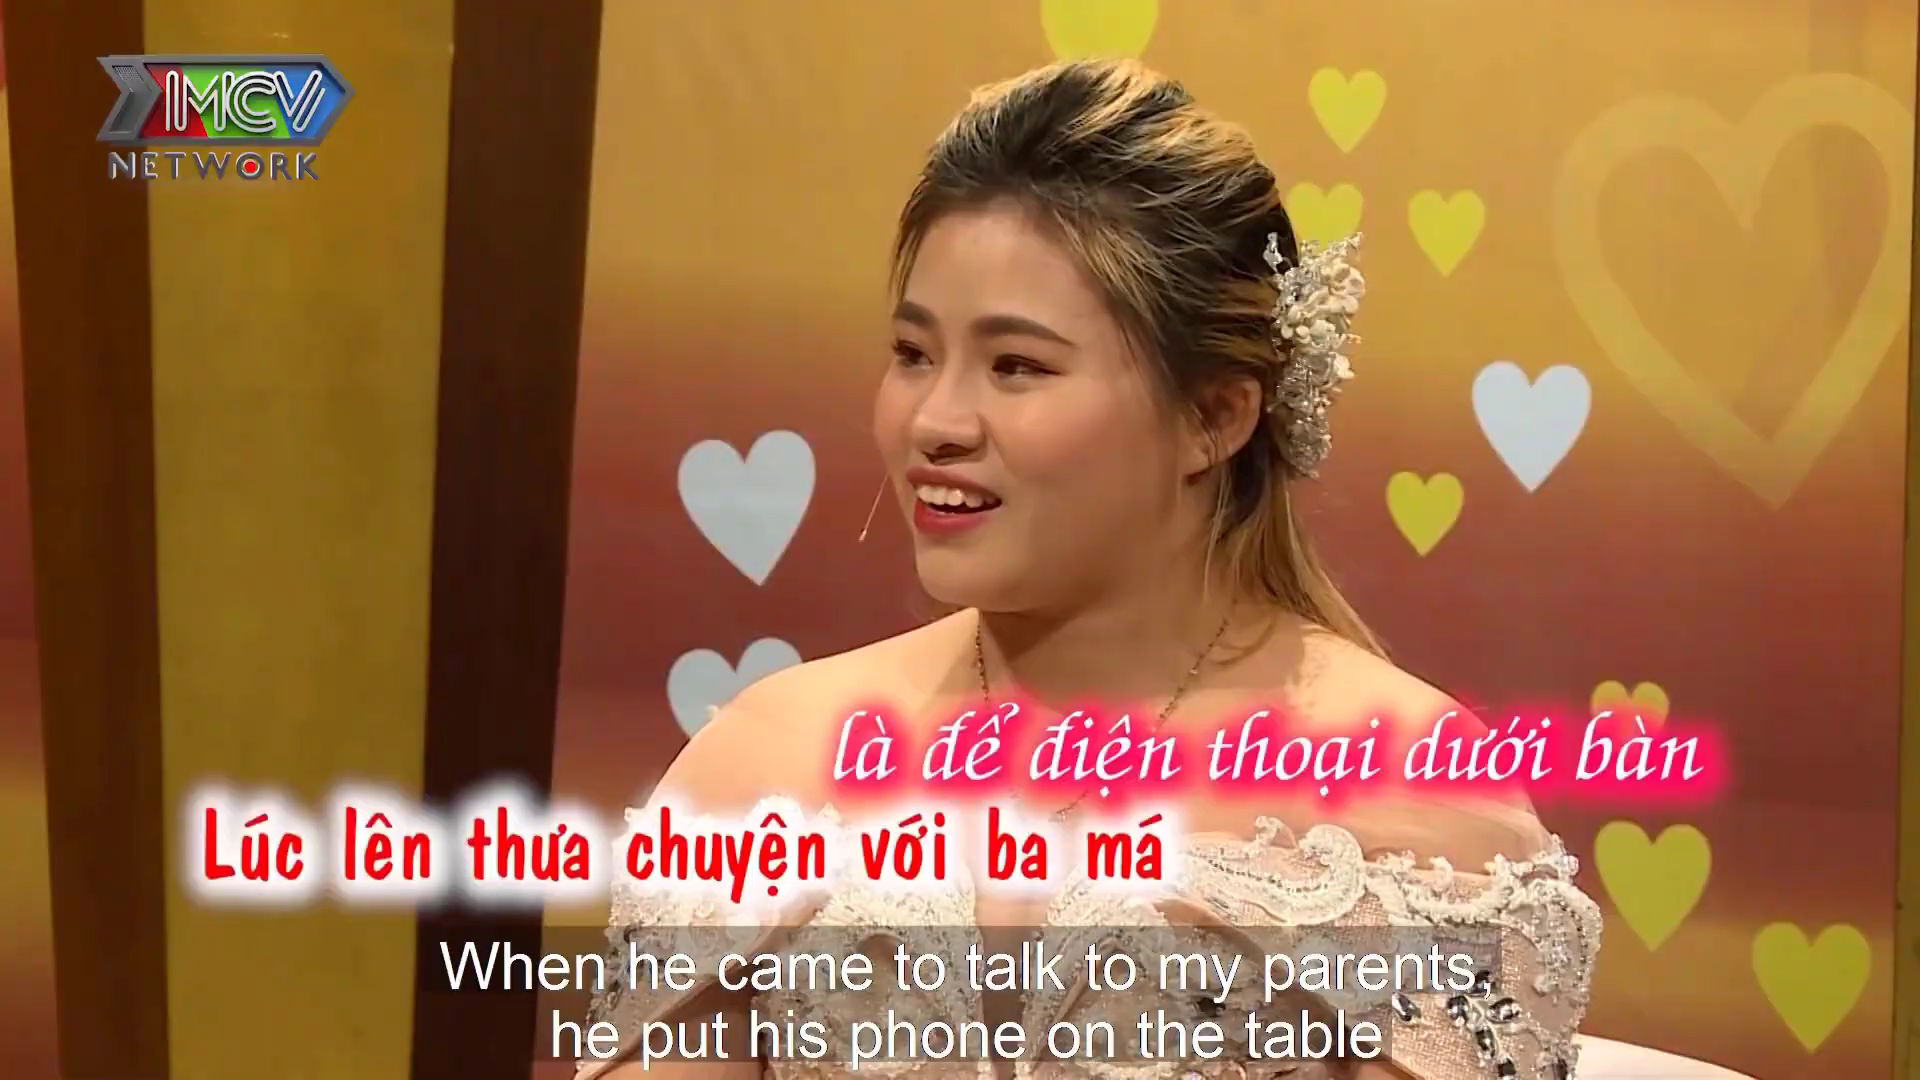 MCV
NETWORK
là để điện thoại dưới bàn
Lúc lên thưa chuyện với ba má
When he came to talk to my parents,
he put his phone on the table